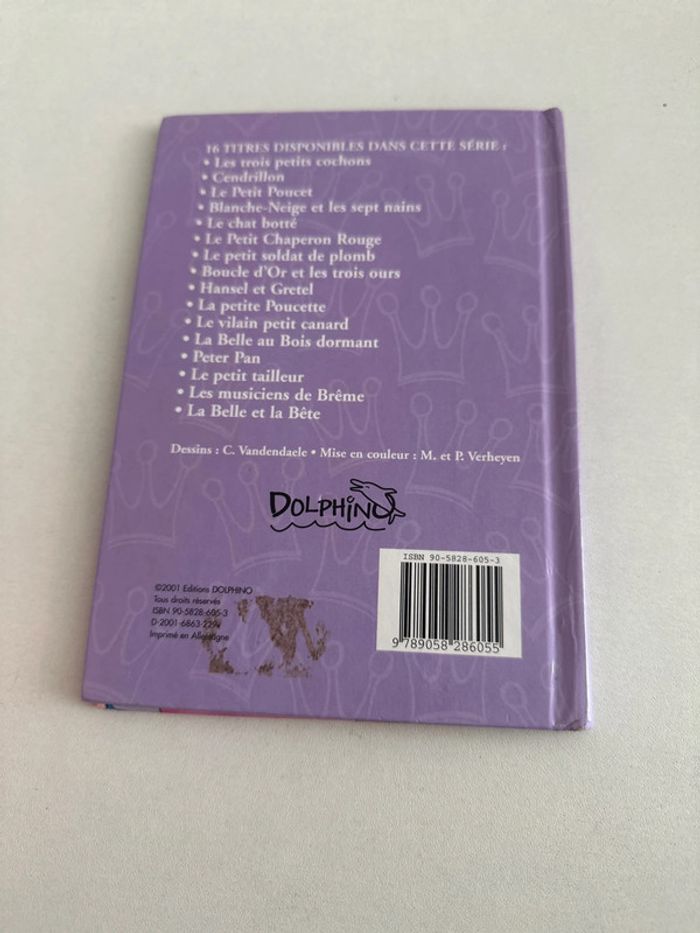 16 TITRES DISPONIBLES DANS CETTE SÉRIE :
• Les trois petits cochons
• Cendrillon
• Le Petit Poucet
• Blanche-Neige et les sept nains
• Le chat botté
• Le Petit Chaperon Rouge
• Le petit soldat de plomb
• Boucle d'Or et les trois ours
• Hansel et Gretel
• La petite Poucette
• Le vilain petit canard
• La Belle au Bois dormant
• Peter Pan
• Le petit tailleur
• Les musiciens de Brême
• La Belle et la Bête
Dessins : C. Vandendaele • Mise en couleur : M. et P. Verheyen
DOLPHINO
ISBN 90-5828-605-3
9 789058 286055
©2001 Editions DOLPHINO
Tous droits réservés
ISBN 90-5828-605-3
Imprimé en Allemagne